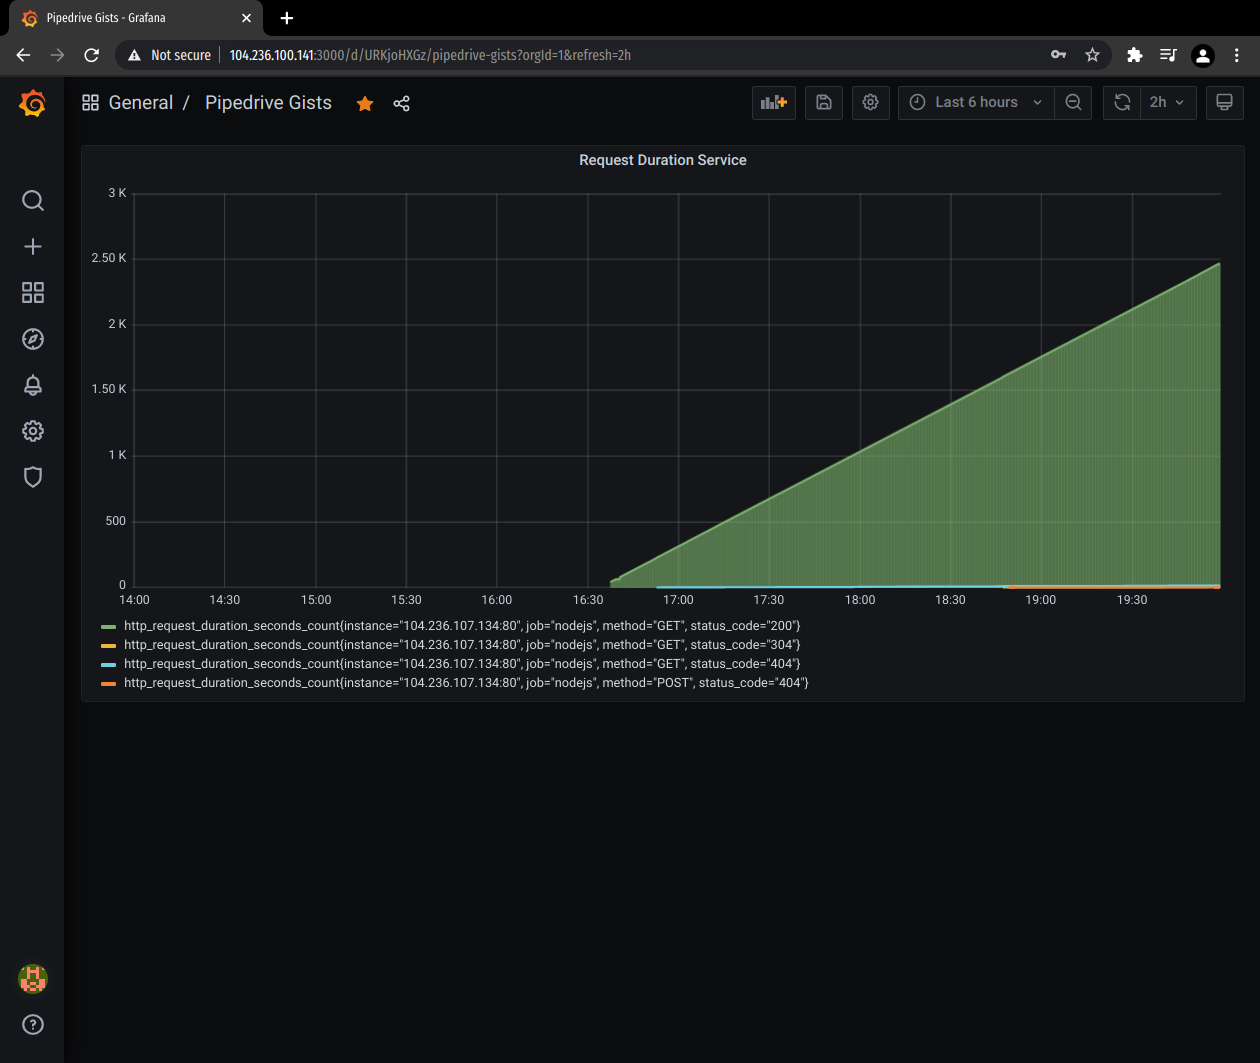 Pipedrive Gists - Grafana
Not secure 104.236.100.141:3000/d/URKjoHXGz/pipedrive-gists?orgId=1&refresh=2h
General / Pipedrive Gists
Last 6 hours
2h
Request Duration Service
3 K
2.50 K
2 K
1.50 K
1 K
500
0
14:00 14:30 15:00 15:30 16:00 16:30 17:00 17:30 18:00 18:30 19:00 19:30
http_request_duration_seconds_count{instance="104.236.107.134:80", job="nodejs", method="GET", status_code="200"}
http_request_duration_seconds_count{instance="104.236.107.134:80", job="nodejs", method="GET", status_code="304"}
http_request_duration_seconds_count{instance="104.236.107.134:80", job="nodejs", method="GET", status_code="404"}
http_request_duration_seconds_count{instance="104.236.107.134:80", job="nodejs", method="POST", status_code="404"}